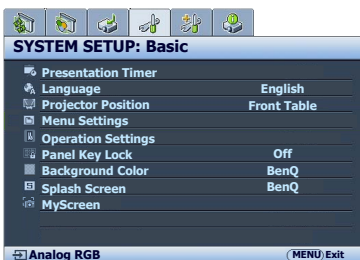 SYSTEM SETUP: Basic
Presentation Timer
Language English
Projector Position Front Table
Menu Settings
Operation Settings
Panel Key Lock Off
Background Color BenQ
Splash Screen BenQ
MyScreen
Analog RGB MENU Exit